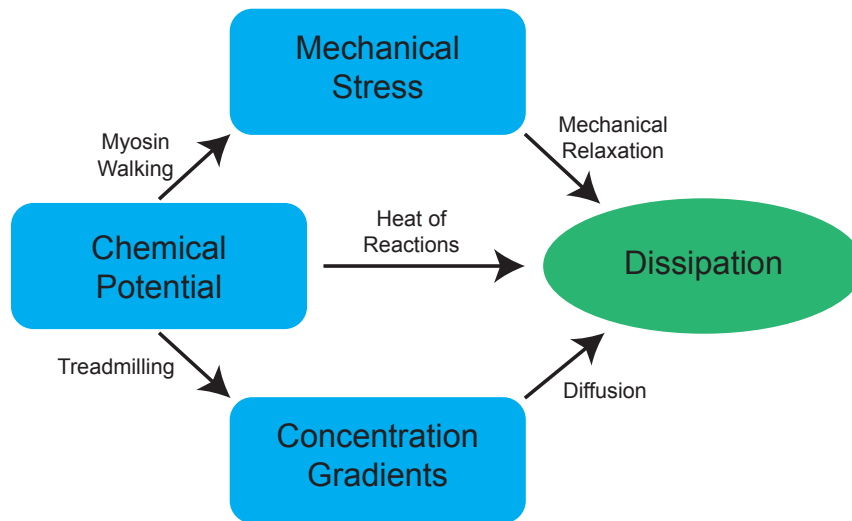 Mechanical
Stress
Myosin
Walking
Mechanical
Relaxation
Chemical
Potential
Heat of
Reactions
Dissipation
Treadmilling
Diffusion
Concentration
Gradients